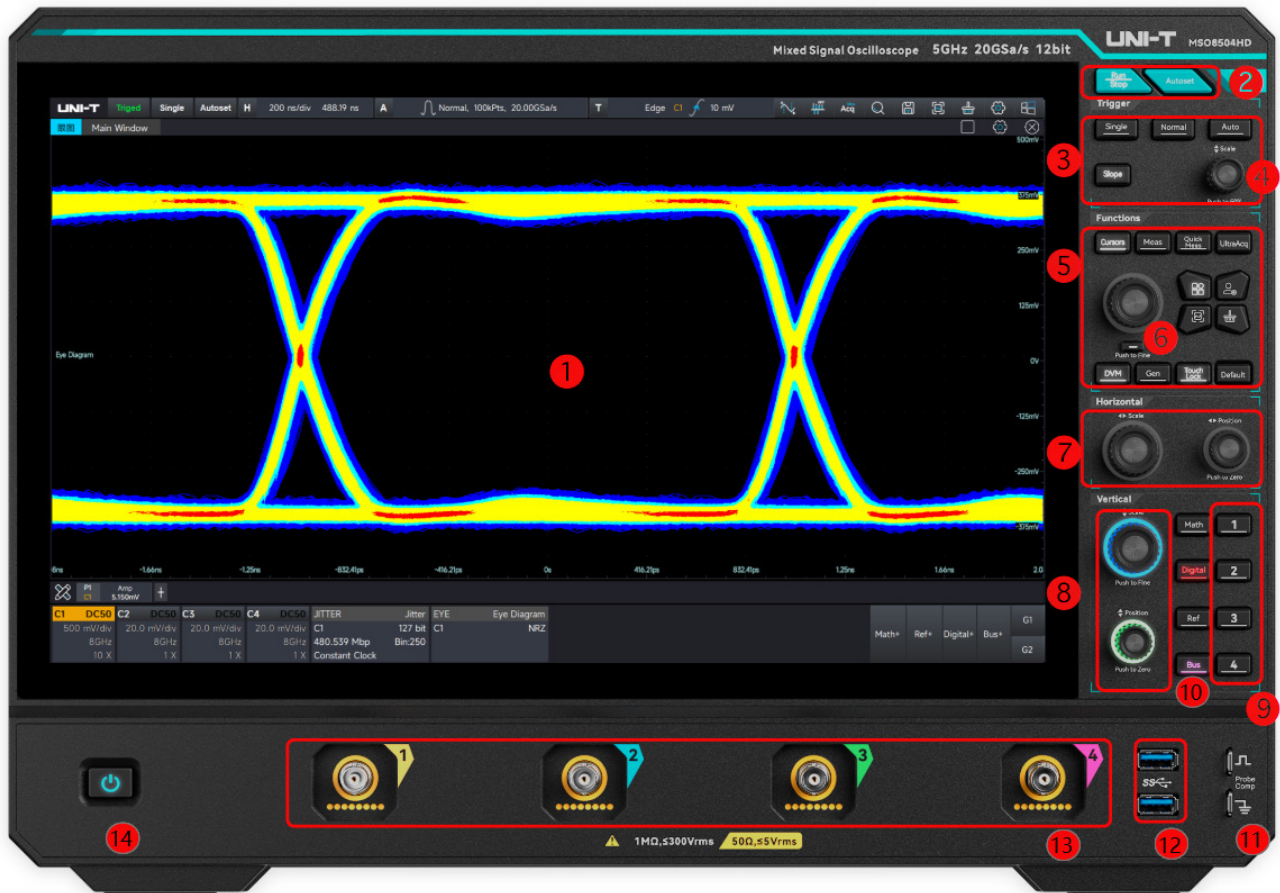 UNI-T MSO8504HD
Mixed Signal Oscilloscope 5GHz 20GSa/s 12bit
Run Stop
Autoset
2
UNI-T Triged Single Autoset H 200 ns/div 488.19 ns A Normal, 100kPts, 20.00GSa/s T Edge C1 10 mV Acq
Main Window
500mV
375mV
250mV
125mV
Eye Diagram
0V
-125mV
-250mV
-375mV
1
-1.66ns -1.25ns -832.41ps -416.21ps 0s 416.21ps 832.41ps 1.25ns 1.66ns 2.0
P1 C1
Amp 5.150mV
+
C1 DC50
500 mV/div
8GHz
10 X
C2 DC50
20.0 mV/div
8GHz
1 X
C3 DC50
20.0 mV/div
8GHz
1 X
C4 DC50
20.0 mV/div
8GHz
1 X
JITTER Jitter
C1 127 bit
480.539 Mbp Bin:250
Constant Clock
EYE Eye Diagram
C1 NRZ
Math+ Ref+ Digital+ Bus+
G1
G2
Trigger
Single Normal Auto
3
Scale
Slope
4
Functions
Cursors Meas Quick Meas UltraAcq
5
6
Push to Fine
DVM Gen Touch Lock Default
Horizontal
Scale
Position
7
Push to Zero
Vertical
Scale
Push to Fine
Math 1
Digital 2
8
Position
Ref 3
Push to Zero
Bus 4
10
9
1
2
3
4
SS
Probe
Comp
14
1MΩ,≤300Vrms 50Ω,≤5Vrms
13
12
11